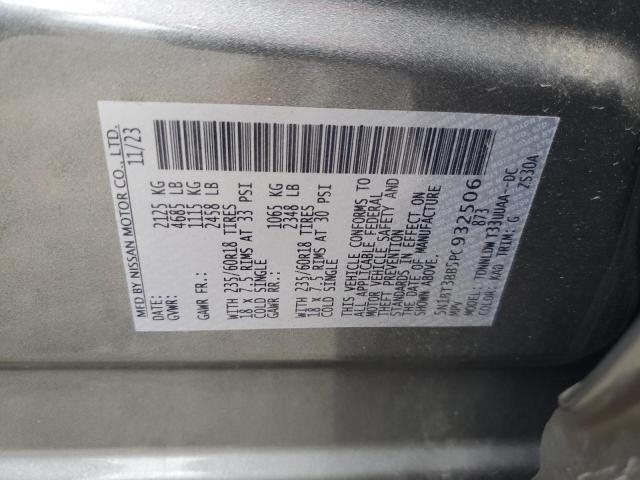 MFD BY NISSAN MOTOR CO., LTD.
DATE: 11/23
GVWR: 2125 KG
4685 LB
GAWR FR.: 1115 KG
2458 LB
WITH 235/60R18 TIRES
18 x 7.5 RIMS AT 33 PSI
COLD SINGLE
GAWR RR.: 1065 KG
2348 LB
WITH 235/60R18 TIRES
18 x 7.5 RIMS AT 30 PSI
COLD SINGLE
THIS VEHICLE CONFORMS TO
ALL APPLICABLE FEDERAL
MOTOR VEHICLE SAFETY AND
THEFT PREVENTION
STANDARDS IN EFFECT ON
THE DATE OF MANUFACTURE
SHOWN ABOVE.
5N1BT3BB5PC932506
MPV 873
MODEL: TDNNLDWT33UUAA--DC
COLOR: KAD TRIM: G ZS30A